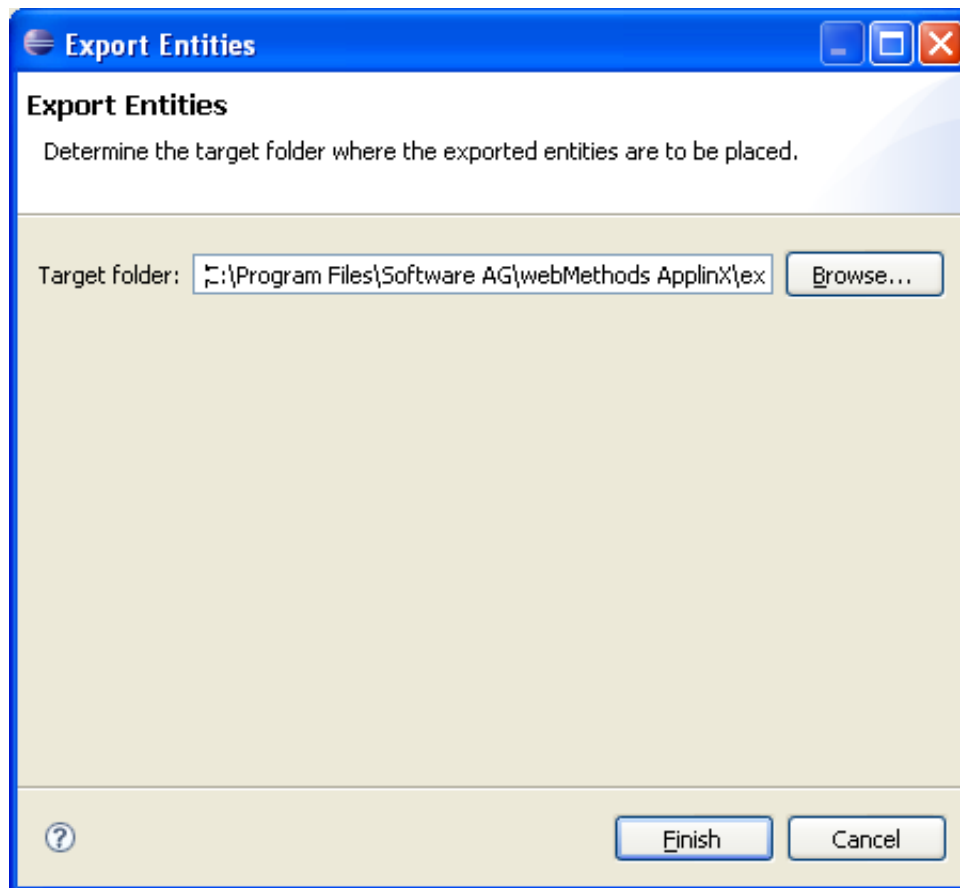 Export Entities
Export Entities
Determine the target folder where the exported entities are to be placed.
Target folder: C:\Program Files\Software AG\webMethods ApplinX\ex Browse...
? Finish Cancel